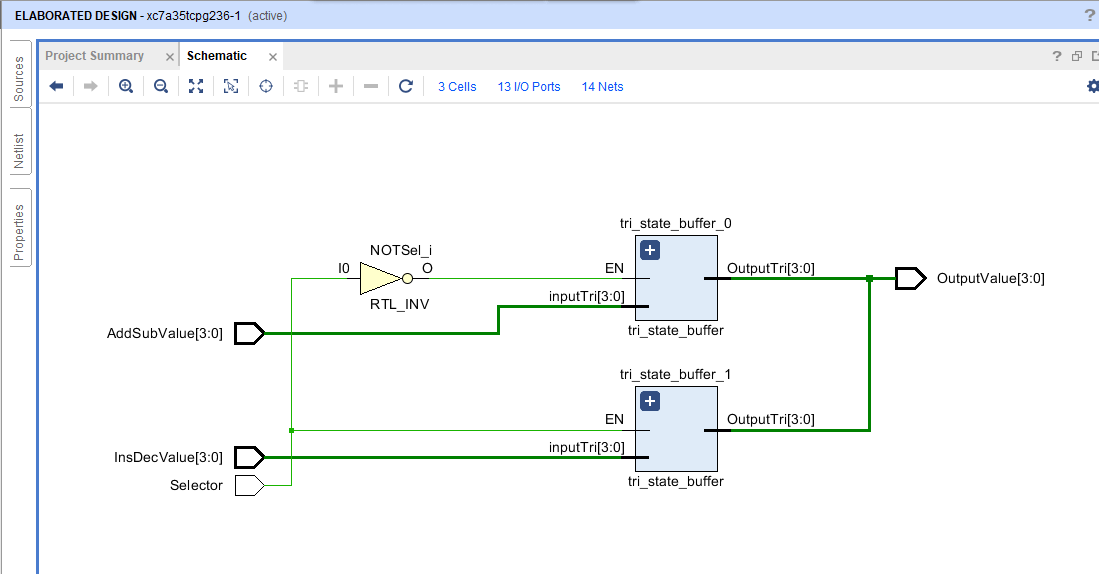 ELABORATED DESIGN - xc7a35tcpg236-1 (active) ?
Sources
Netlist
Properties
Project Summary × Schematic × ?
3 Cells 13 I/O Ports 14 Nets
tri_state_buffer_0
NOTSel_i
I0 O
RTL_INV
EN
inputTri[3:0]
OutputTri[3:0]
tri_state_buffer
OutputValue[3:0]
AddSubValue[3:0]
tri_state_buffer_1
EN
inputTri[3:0]
OutputTri[3:0]
tri_state_buffer
InsDecValue[3:0]
Selector